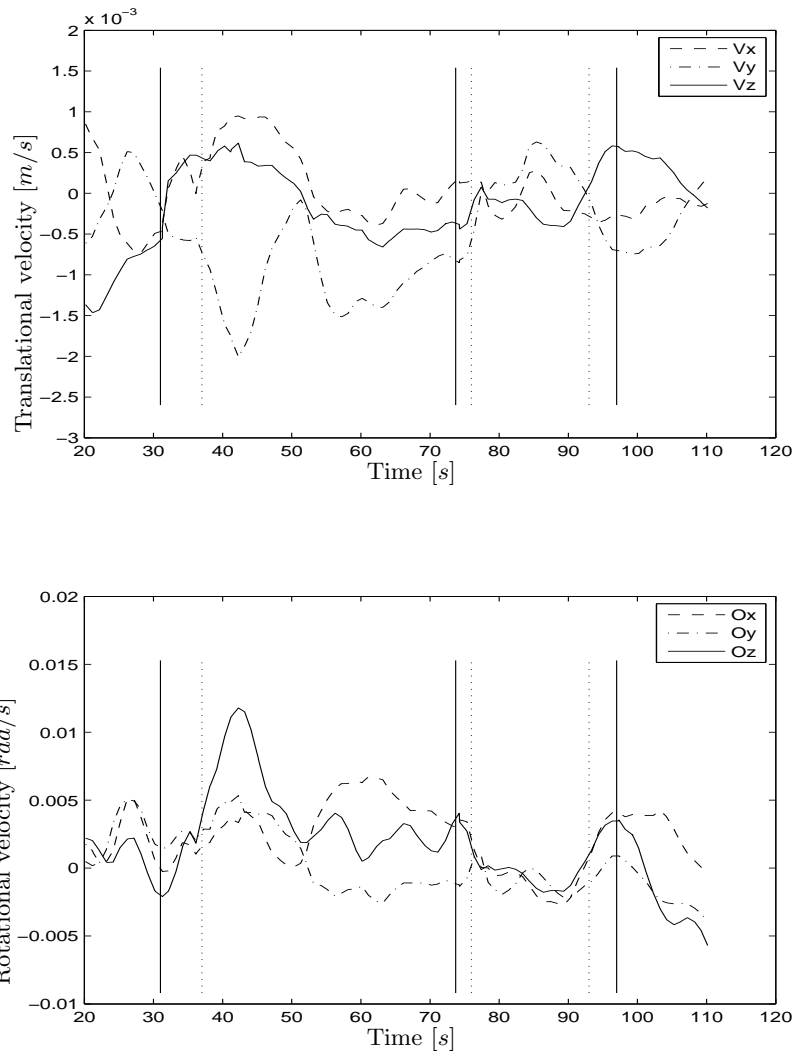 x 10−3
2
1.5
1
0.5
0
−0.5
−1
−1.5
−2
−2.5
−3
Translational velocity [m/s]
Vx
Vy
Vz
20 30 40 50 60 70 80 90 100 110 120
Time [s]
0.02
0.015
0.01
0.005
0
−0.005
−0.01
Rotational velocity [rad/s]
Ox
Oy
Oz
20 30 40 50 60 70 80 90 100 110 120
Time [s]